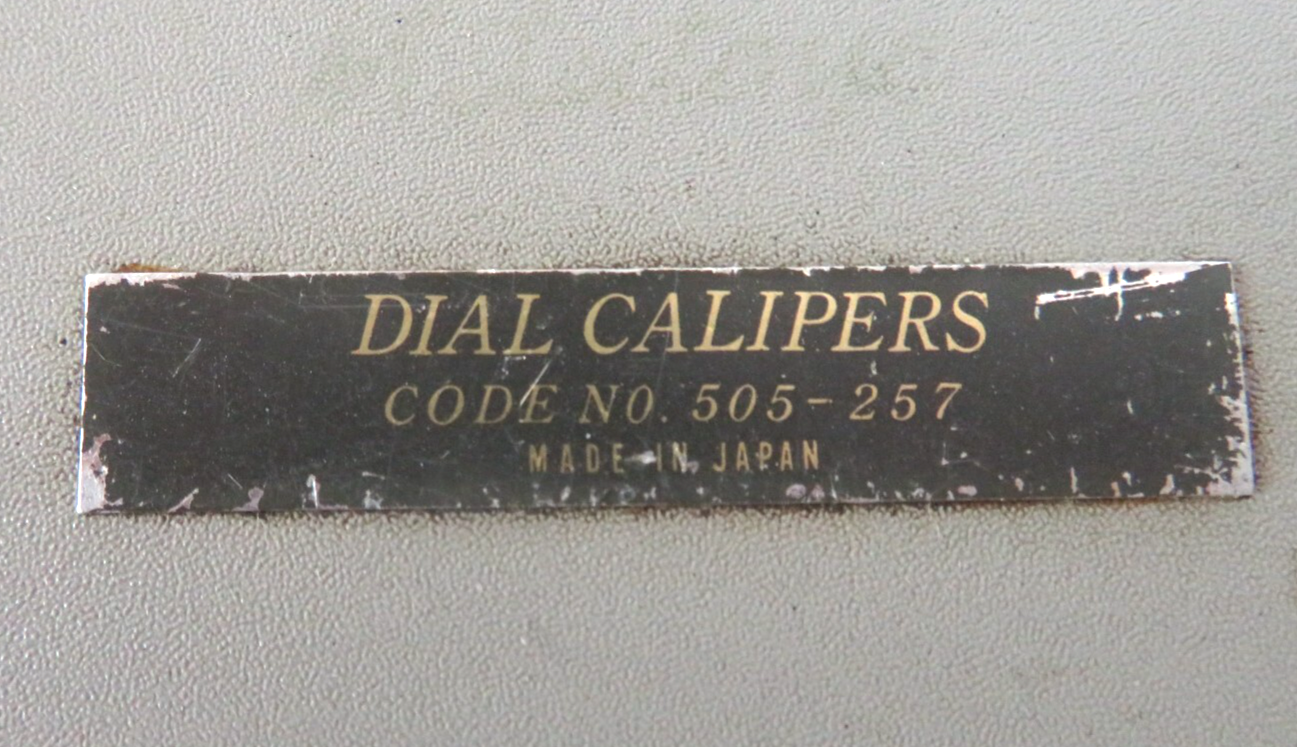 DIAL CALIPERS
CODE NO. 505-257
MADE IN JAPAN